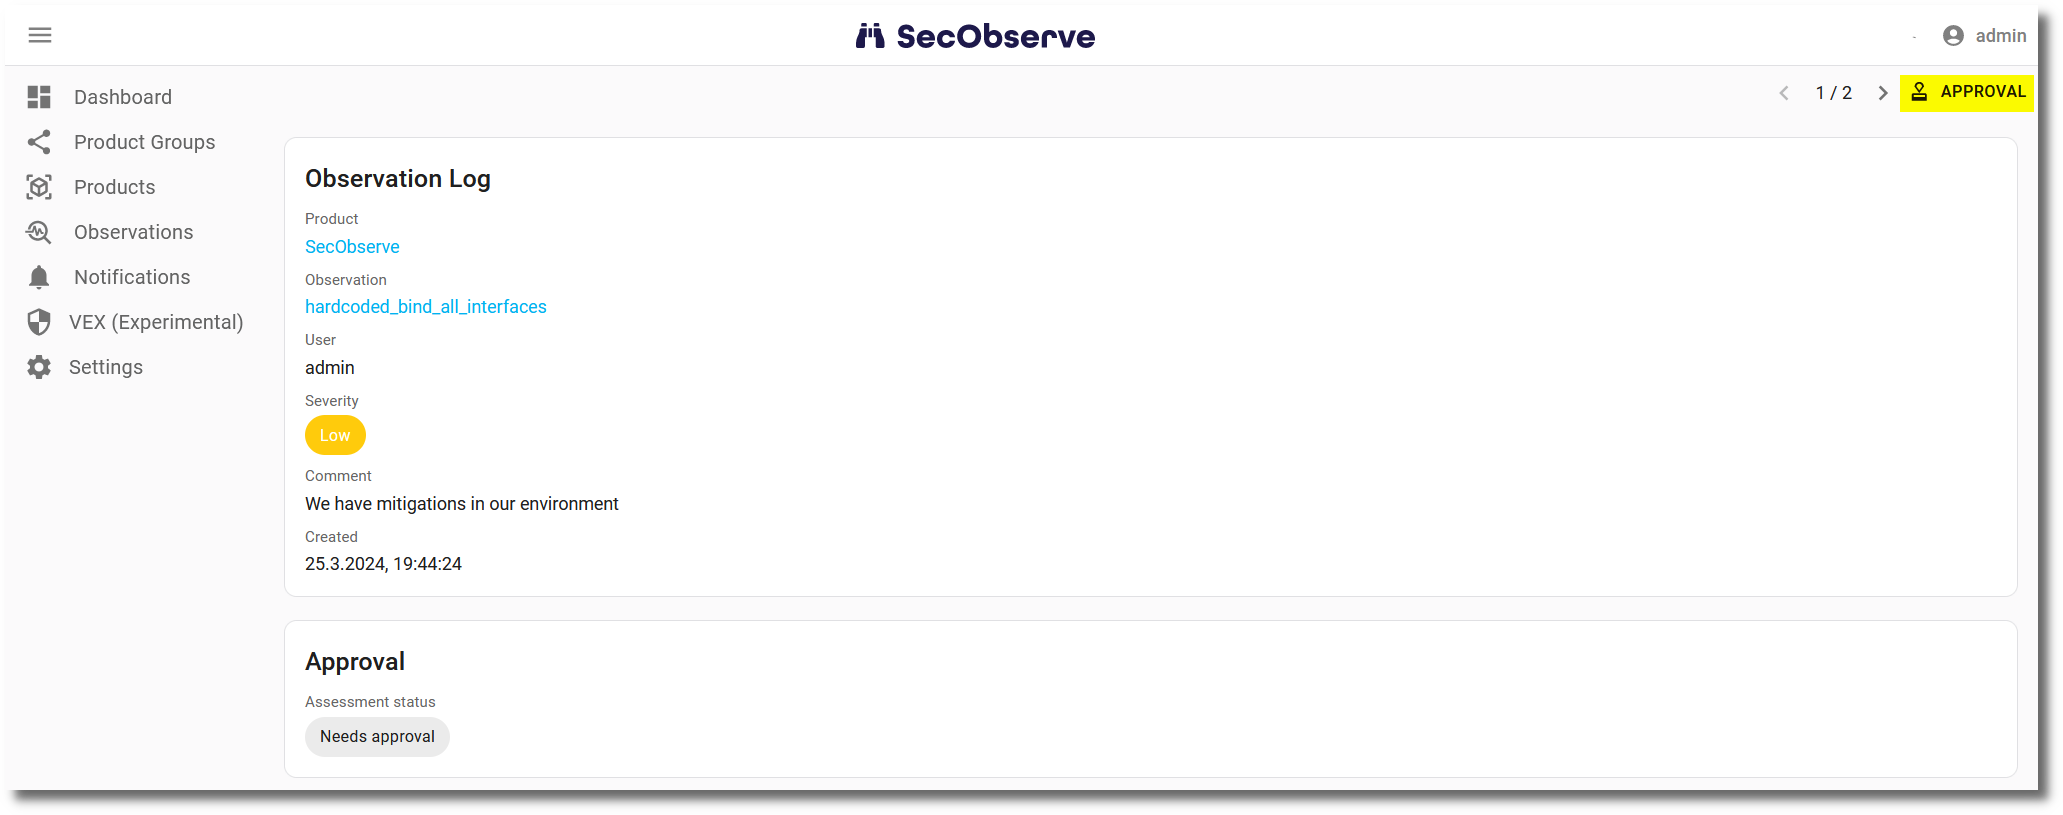 SecObserve
admin
Dashboard
Product Groups
Products
Observations
Notifications
VEX (Experimental)
Settings
1 / 2
APPROVAL
Observation Log
Product
SecObserve
Observation
hardcoded_bind_all_interfaces
User
admin
Severity
Low
Comment
We have mitigations in our environment
Created
25.3.2024, 19:44:24
Approval
Assessment status
Needs approval